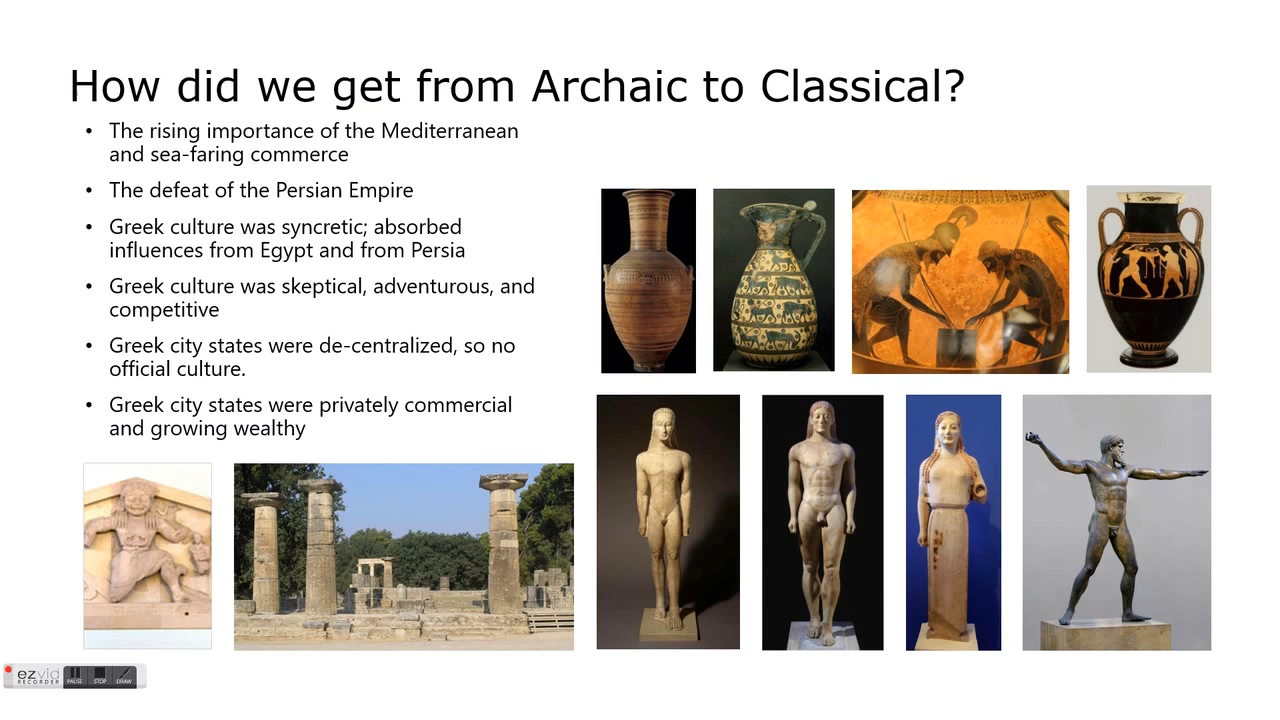 How did we get from Archaic to Classical?
• The rising importance of the Mediterranean
and sea-faring commerce
• The defeat of the Persian Empire
• Greek culture was syncretic; absorbed
influences from Egypt and from Persia
• Greek culture was skeptical, adventurous, and
competitive
• Greek city states were de-centralized, so no
official culture.
• Greek city states were privately commercial
and growing wealthy
ezvid
RECORDER
PAUSE STOP DRAW